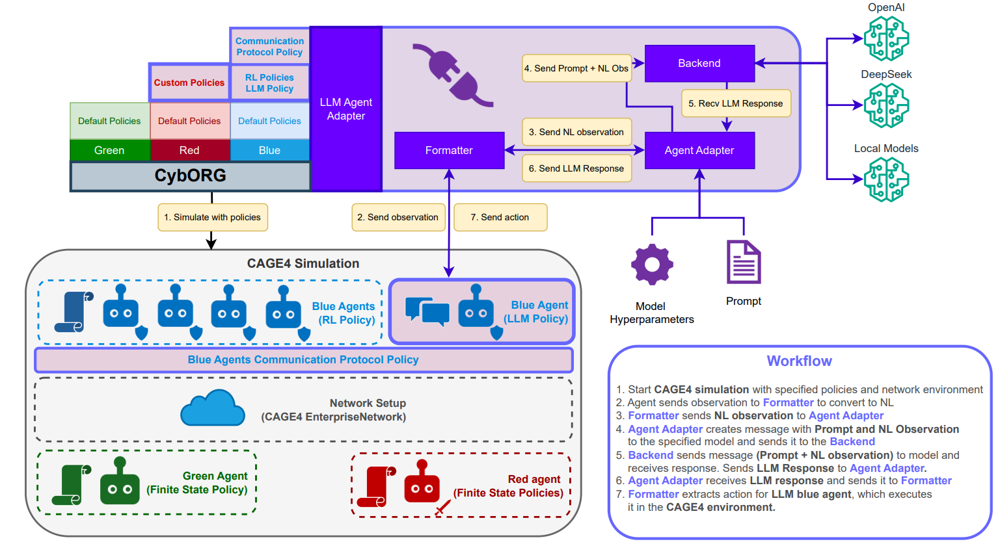 OpenAI
Communication
Protocol Policy
Custom Policies
RL Policies
LLM Policy
Default Policies
Default Policies
Default Policies
Green
Red
Blue
CybORG
LLM Agent
Adapter
4. Send Prompt + NL Obs
Backend
DeepSeek
5. Recv LLM Response
3. Send NL observation
Formatter
Agent Adapter
6. Send LLM Response
Local Models
1. Simulate with policies
2. Send observation
7. Send action
Model
Hyperparameters
Prompt
CAGE4 Simulation
Blue Agents
(RL Policy)
Blue Agent
(LLM Policy)
Blue Agents Communication Protocol Policy
Network Setup
(CAGE4 EnterpriseNetwork)
Green Agent
(Finite State Policy)
Red agent
(Finite State Policies)
Workflow
1. Start CAGE4 simulation with specified policies and network environment
2. Agent sends observation to Formatter to convert to NL
3. Formatter sends NL observation to Agent Adapter
4. Agent Adapter creates message with Prompt and NL Observation
to the specified model and sends it to the Backend
5. Backend sends message (Prompt + NL observation) to model and
receives response. Sends LLM Response to Agent Adapter.
6. Agent Adapter receives LLM response and sends it to Formatter
7. Formatter extracts action for LLM blue agent, which executes
it in the CAGE4 environment.